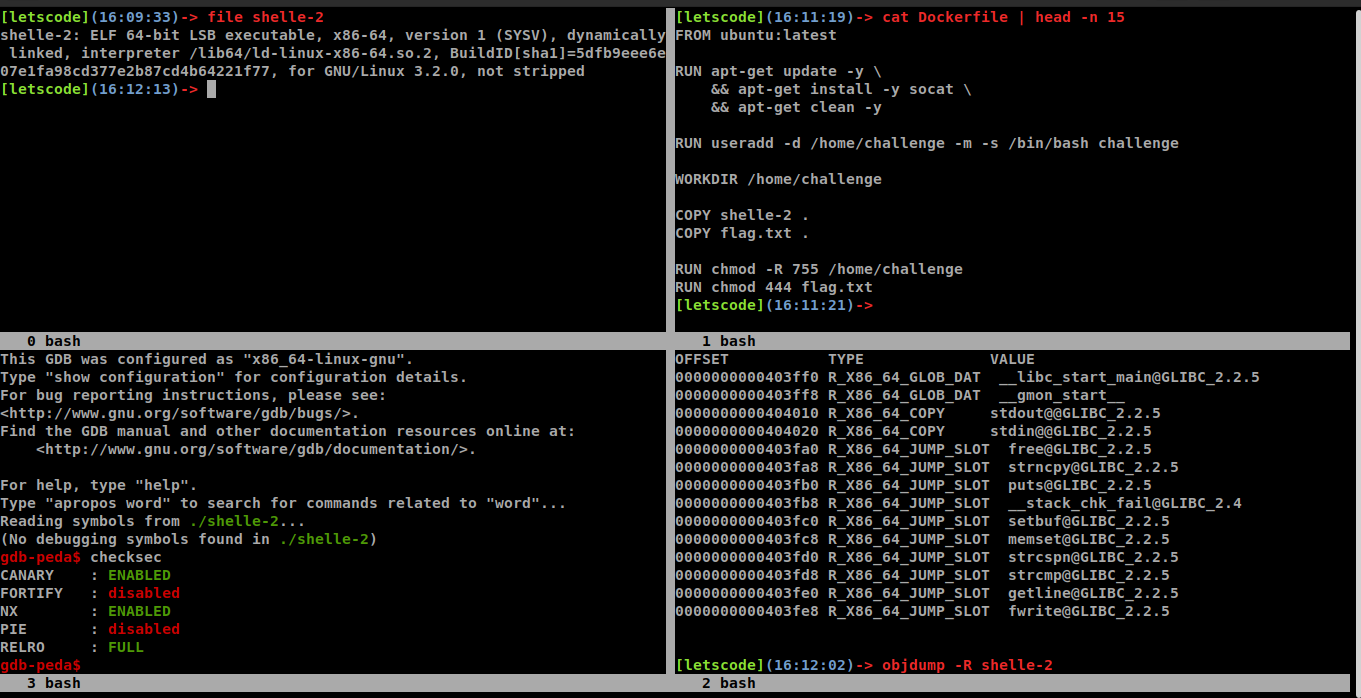 [letscode](16:09:33)-> file shelle-2
shelle-2: ELF 64-bit LSB executable, x86-64, version 1 (SYSV), dynamically
 linked, interpreter /lib64/ld-linux-x86-64.so.2, BuildID[sha1]=5dfb9eee6e
07e1fa98cd377e2b87cd4b64221f77, for GNU/Linux 3.2.0, not stripped
[letscode](16:12:13)->
0 bash
[letscode](16:11:19)-> cat Dockerfile | head -n 15
FROM ubuntu:latest

RUN apt-get update -y \
    && apt-get install -y socat \
    && apt-get clean -y

RUN useradd -d /home/challenge -m -s /bin/bash challenge

WORKDIR /home/challenge

COPY shelle-2 .
COPY flag.txt .

RUN chmod -R 755 /home/challenge
RUN chmod 444 flag.txt
[letscode](16:11:21)->
1 bash
This GDB was configured as "x86_64-linux-gnu".
Type "show configuration" for configuration details.
For bug reporting instructions, please see:
<http://www.gnu.org/software/gdb/bugs/>.
Find the GDB manual and other documentation resources online at:
    <http://www.gnu.org/software/gdb/documentation/>.

For help, type "help".
Type "apropos word" to search for commands related to "word"...
Reading symbols from ./shelle-2...
(No debugging symbols found in ./shelle-2)
gdb-peda$ checksec
CANARY    : ENABLED
FORTIFY   : disabled
NX        : ENABLED
PIE       : disabled
RELRO     : FULL
gdb-peda$
3 bash
OFFSET           TYPE              VALUE
0000000000403ff0 R_X86_64_GLOB_DAT  __libc_start_main@GLIBC_2.2.5
0000000000403ff8 R_X86_64_GLOB_DAT  __gmon_start__
0000000000404010 R_X86_64_COPY     stdout@@GLIBC_2.2.5
0000000000404020 R_X86_64_COPY     stdin@@GLIBC_2.2.5
0000000000403fa0 R_X86_64_JUMP_SLOT  free@GLIBC_2.2.5
0000000000403fa8 R_X86_64_JUMP_SLOT  strncpy@GLIBC_2.2.5
0000000000403fb0 R_X86_64_JUMP_SLOT  puts@GLIBC_2.2.5
0000000000403fb8 R_X86_64_JUMP_SLOT  __stack_chk_fail@GLIBC_2.4
0000000000403fc0 R_X86_64_JUMP_SLOT  setbuf@GLIBC_2.2.5
0000000000403fc8 R_X86_64_JUMP_SLOT  memset@GLIBC_2.2.5
0000000000403fd0 R_X86_64_JUMP_SLOT  strcspn@GLIBC_2.2.5
0000000000403fd8 R_X86_64_JUMP_SLOT  strcmp@GLIBC_2.2.5
0000000000403fe0 R_X86_64_JUMP_SLOT  getline@GLIBC_2.2.5
0000000000403fe8 R_X86_64_JUMP_SLOT  fwrite@GLIBC_2.2.5

[letscode](16:12:02)-> objdump -R shelle-2
2 bash